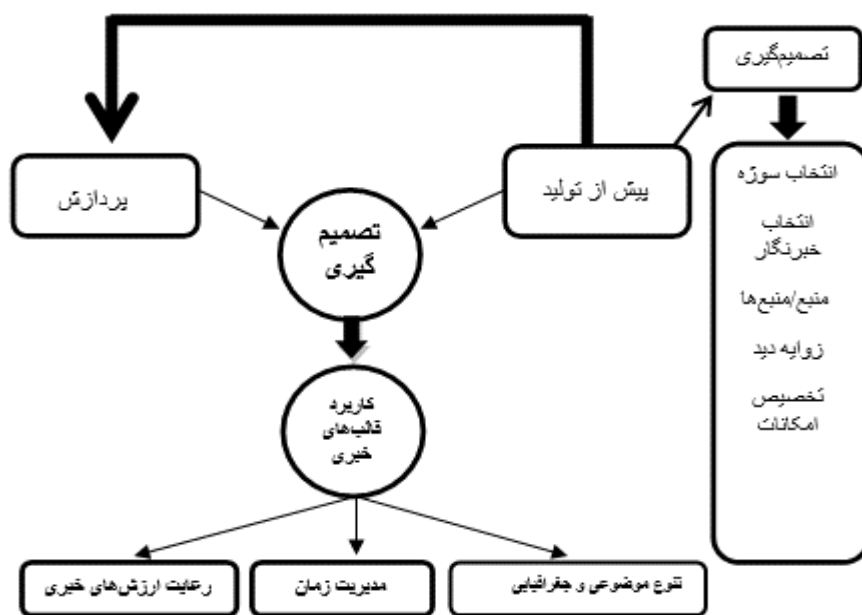 تصمیم‌گیری
پیش از تولید
پردازش
تصمیم
گیری
انتخاب سوژه
انتخاب
خبرنگار
منبع/منبع‌ها
زوایه دید
تخصیص
امکانات
کاربرد
قالب‌های
خبری
تنوع موضوعی و جغرافیایی
مدیریت زمان
رعایت ارزش‌های خبری